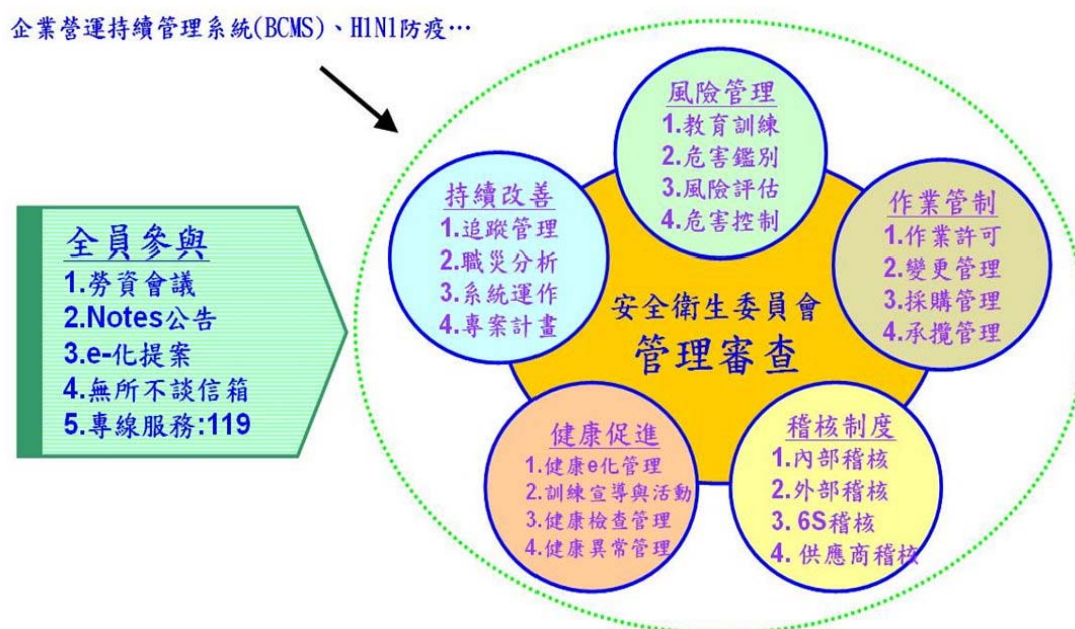 企業營運持續管理系統(BCMS)、H1N1防疫…
全員參與
1.勞資會議
2.Notes公告
3.e-化提案
4.無所不談信箱
5.專線服務:119
持續改善
1.追蹤管理
2.職災分析
3.系統運作
4.專案計畫
風險管理
1.教育訓練
2.危害鑑別
3.風險評估
4.危害控制
作業管制
1.作業許可
2.變更管理
3.採購管理
4.承攬管理
安全衛生委員會
管理審查
健康促進
1.健康e化管理
2.訓練宣導與活動
3.健康檢查管理
4.健康異常管理
稽核制度
1.內部稽核
2.外部稽核
3. 6S稽核
4. 供應商稽核